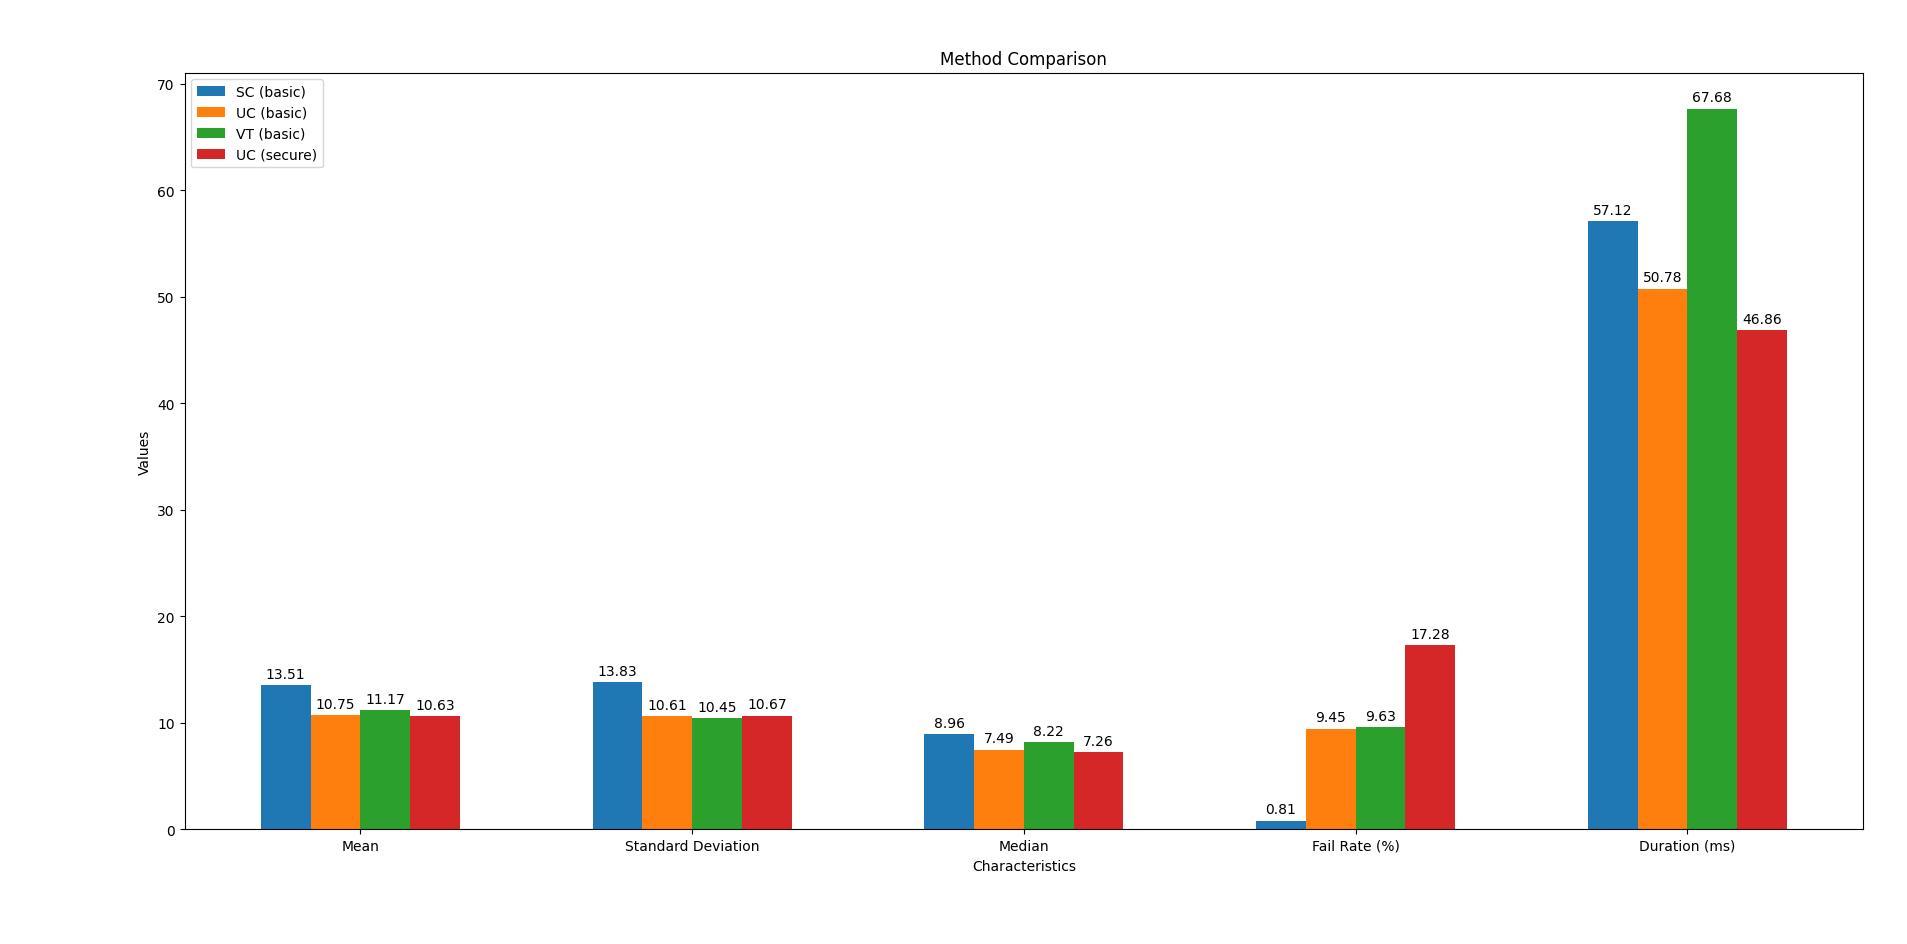 Method Comparison
SC (basic)
UC (basic)
VT (basic)
UC (secure)
Values
70
60
50
40
30
20
10
0
13.51
10.75
11.17
10.63
13.83
10.61
10.45
10.67
8.96
7.49
8.22
7.26
0.81
9.45
9.63
17.28
57.12
50.78
67.68
46.86
Mean
Standard Deviation
Median
Fail Rate (%)
Duration (ms)
Characteristics